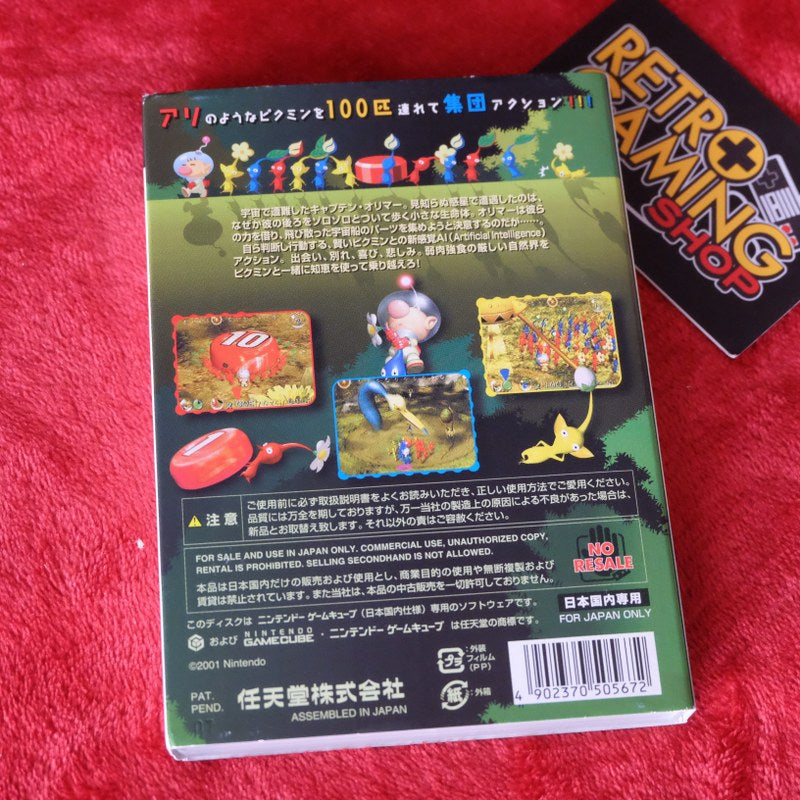 アリのようなピクミンを100匹連れて集団アクション!!!
宇宙で遭難したキャプテン・オリマー。見知らぬ惑星で遭遇したのは、
なぜか彼の後ろをゾロゾロとついて歩く小さな生命体。オリマーは彼ら
の力を借り、飛び散った宇宙船のパーツを集めようと決意するのだが……。
自ら判断し行動する、賢いピクミンとの新感覚AI(Artificial Intelligence)
アクション。出会い、別れ、喜び、悲しみ。弱肉強食の厳しい自然界を
ピクミンと一緒に知恵を使って乗り越えろ!
RETRO
GAMING
SHOP
10
1
注意
ご使用前に必ず取扱説明書をよくお読みいただき、正しい使用方法でご愛用ください。
品質には万全を期しておりますが、万一当社の製造上の原因による不良があった場合は、
新品とお取替え致します。それ以外の責はご容赦ください。
FOR SALE AND USE IN JAPAN ONLY. COMMERCIAL USE, UNAUTHORIZED COPY,
RENTAL IS PROHIBITED. SELLING SECONDHAND IS NOT ALLOWED.
本品は日本国内だけの販売および使用とし、商業目的の使用や無断複製および
賃貸は禁止されています。また当社は、本品の中古販売を一切許可しておりません。
NO
RESALE
このディスクは ニンテンドー ゲームキューブ(日本国内仕様)専用のソフトウェアです。
および NINTENDO GAMECUBE・ニンテンドー ゲームキューブ は任天堂の商標です。
©2001 Nintendo
日本国内専用
FOR JAPAN ONLY
PAT.
PEND.
任天堂株式会社
ASSEMBLED IN JAPAN
プラ
:外装
フィルム
(PP)
紙
:外箱
4 902370 505672